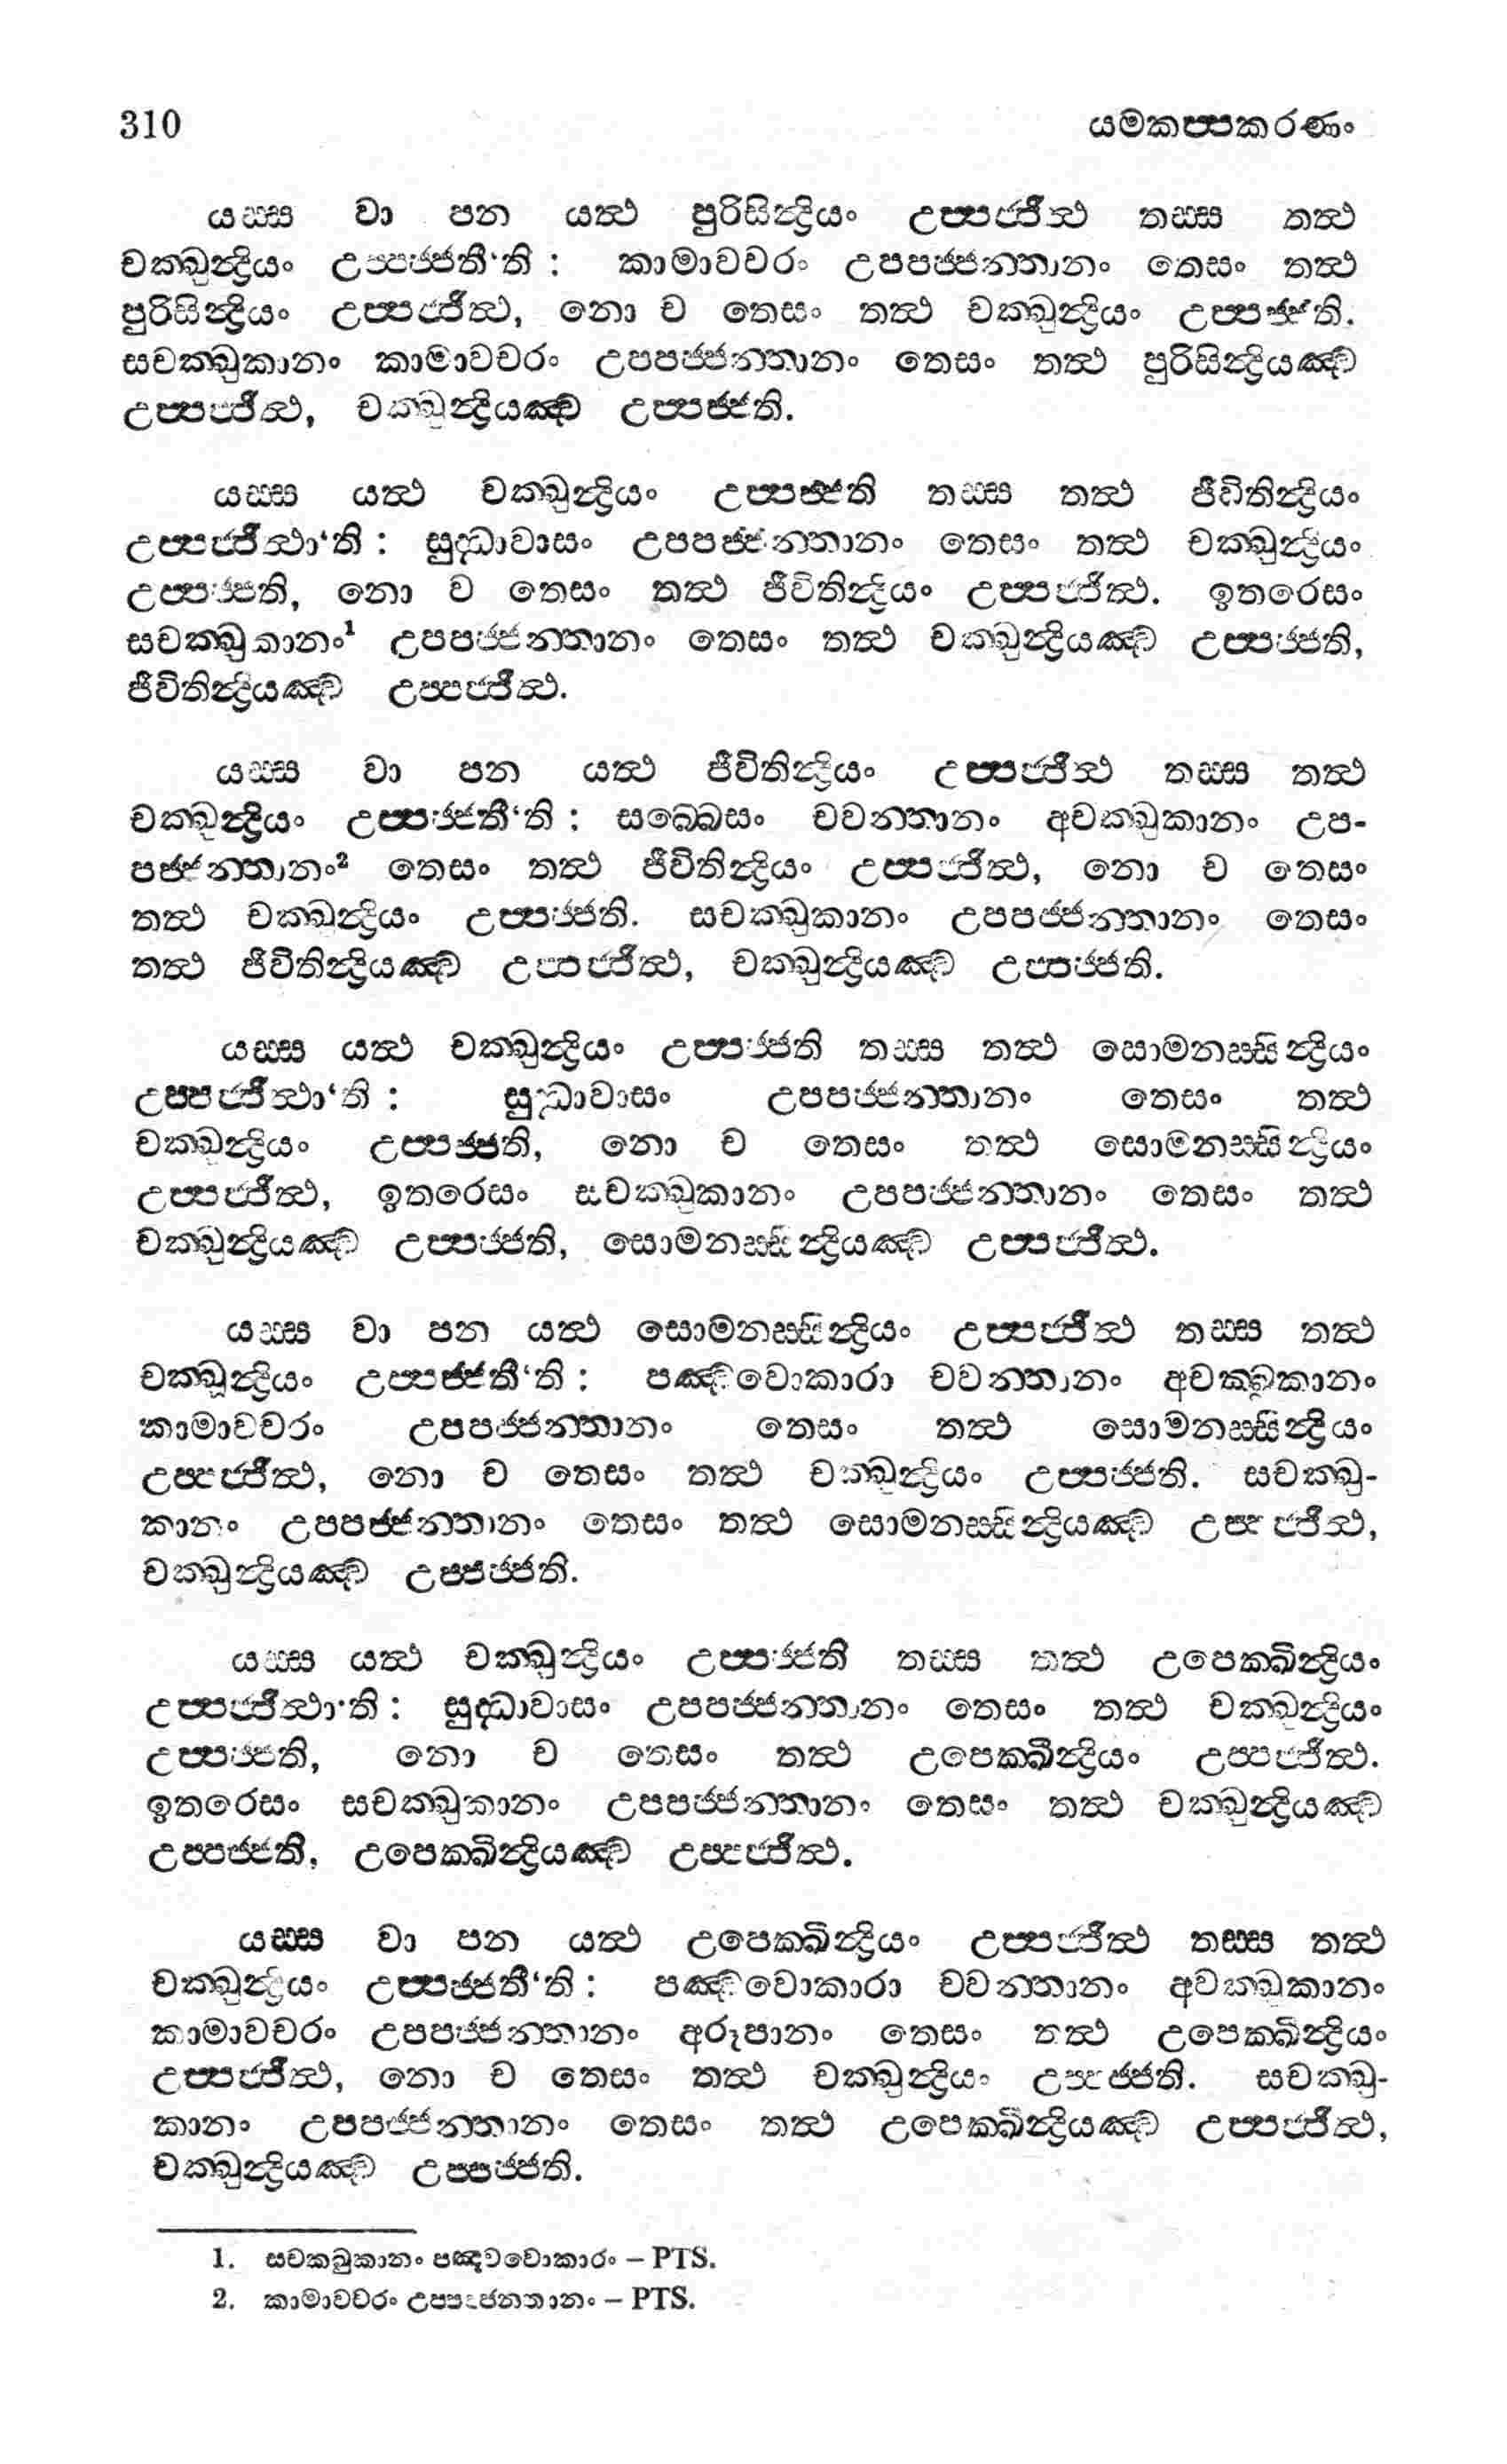 310 යමකප්පකරණං
යස්ස වා පන යත්ථ පුරිසින්ද්‍රියං උප්පජ්ජිත්ථ තස්ස තත්ථ
චක්ඛුන්ද්‍රියං උප්පජ්ජතී‘ති : කාමාවචරං උපපජ්ජන්තානං තෙසං තත්ථ
පුරිසින්ද්‍රියං උප්පජ්ජිත්ථ, නො ච තෙසං තත්ථ චක්ඛුන්ද්‍රියං උප්පජ්ජති.
සචක්ඛුකානං කාමාවචරං උපපජ්ජන්තානං තෙසං තත්ථ පුරිසින්ද්‍රියඤ්ච
උප්පජ්ජිත්ථ, චක්ඛුන්ද්‍රියඤ්ච උප්පජ්ජති.
යස්ස යත්ථ චක්ඛුන්ද්‍රියං උප්පජ්ජති තස්ස තත්ථ ජීවිතින්ද්‍රියං
උප්පජ්ජිත්ථා‘ති : සුද්ධාවාසං උපපජ්ජන්තානං තෙසං තත්ථ චක්ඛුන්ද්‍රියං
උප්පජ්ජති, නො ච තෙසං තත්ථ ජීවිතින්ද්‍රියං උප්පජ්ජිත්ථ. ඉතරෙසං
සචක්ඛුකානං¹ උපපජ්ජන්තානං තෙසං තත්ථ චක්ඛුන්ද්‍රියඤ්ච උප්පජ්ජති,
ජීවිතින්ද්‍රියඤ්ච උප්පජ්ජිත්ථ.
යස්ස වා පන යත්ථ ජීවිතින්ද්‍රියං උප්පජ්ජිත්ථ තස්ස තත්ථ
චක්ඛුන්ද්‍රියං උප්පජ්ජතී‘ති : සබ්බෙසං චවන්තානං අචක්ඛුකානං උප-
පජ්ජන්තානං² තෙසං තත්ථ ජීවිතින්ද්‍රියං උප්පජ්ජිත්ථ, නො ච තෙසං
තත්ථ චක්ඛුන්ද්‍රියං උප්පජ්ජති. සචක්ඛුකානං උපපජ්ජන්තානං තෙසං
තත්ථ ජීවිතින්ද්‍රියඤ්ච උප්පජ්ජිත්ථ, චක්ඛුන්ද්‍රියඤ්ච උප්පජ්ජති.
යස්ස යත්ථ චක්ඛුන්ද්‍රියං උප්පජ්ජති තස්ස තත්ථ සොමනස්සින්ද්‍රියං
උප්පජ්ජිත්ථා‘ති : සුද්ධාවාසං උපපජ්ජන්තානං තෙසං තත්ථ
චක්ඛුන්ද්‍රියං උප්පජ්ජති, නො ච තෙසං තත්ථ සොමනස්සින්ද්‍රියං
උප්පජ්ජිත්ථ, ඉතරෙසං සචක්ඛුකානං උපපජ්ජන්තානං තෙසං තත්ථ
චක්ඛුන්ද්‍රියඤ්ච උප්පජ්ජති, සොමනස්සින්ද්‍රියඤ්ච උප්පජ්ජිත්ථ.
යස්ස වා පන යත්ථ සොමනස්සින්ද්‍රියං උප්පජ්ජිත්ථ තස්ස තත්ථ
චක්ඛූන්ද්‍රියං උප්පජ්ජතී‘ති : පඤ්චවොකාරා චවන්තානං අචක්ඛුකානං
කාමාවචරං උපපජ්ජන්තානං තෙසං තත්ථ සොමනස්සින්ද්‍රියං
උප්පජ්ජිත්ථ, නො ච තෙසං තත්ථ චක්ඛුන්ද්‍රියං උප්පජ්ජති. සචක්ඛු-
කානං උපපජ්ජන්තානං තෙසං තත්ථ සොමනස්සින්ද්‍රියඤ්ච උප්පජ්ජිත්ථ,
චක්ඛුන්ද්‍රියඤ්ච උප්පජ්ජති.
යස්ස යත්ථ චක්ඛුන්ද්‍රියං උප්පජ්ජති තස්ස තත්ථ උපෙක්ඛින්ද්‍රියං
උප්පජ්ජිත්ථා‘ති : සුද්ධාවාසං උපපජ්ජන්තානං තෙසං තත්ථ චක්ඛුන්ද්‍රියං
උප්පජ්ජති, නො ච තෙසං තත්ථ උපෙක්ඛින්ද්‍රියං උප්පජ්ජිත්ථ.
ඉතරෙසං සචක්ඛුකානං උපපජ්ජන්තානං තෙසං තත්ථ චක්ඛුන්ද්‍රියඤ්ච
උප්පජ්ජති, උපෙක්ඛින්ද්‍රියඤ්ච උප්පජ්ජිත්ථ.
යස්ස වා පන යත්ථ උපෙක්ඛින්ද්‍රියං උප්පජ්ජිත්ථ තස්ස තත්ථ
චක්ඛුන්ද්‍රියං උප්පජ්ජතී‘ති : පඤ්චවොකාරා චවන්තානං අචක්ඛුකානං
කාමාවචරං උපපජ්ජන්තානං අරූපානං තෙසං තත්ථ උපෙක්ඛින්ද්‍රියං
උප්පජ්ජිත්ථ, නො ච තෙසං තත්ථ චක්ඛුන්ද්‍රියං උප්පජ්ජති. සචක්ඛු-
කානං උපපජ්ජන්තානං තෙසං තත්ථ උපෙක්ඛින්ද්‍රියඤ්ච උප්පජ්ජිත්ථ,
චක්ඛුන්ද්‍රියඤ්ච උප්පජ්ජති.
1. සචක්ඛුකානං පඤ්චවොකාරං – PTS.
2. කාමාවචරං උප්පජ්ජන්තානං – PTS.